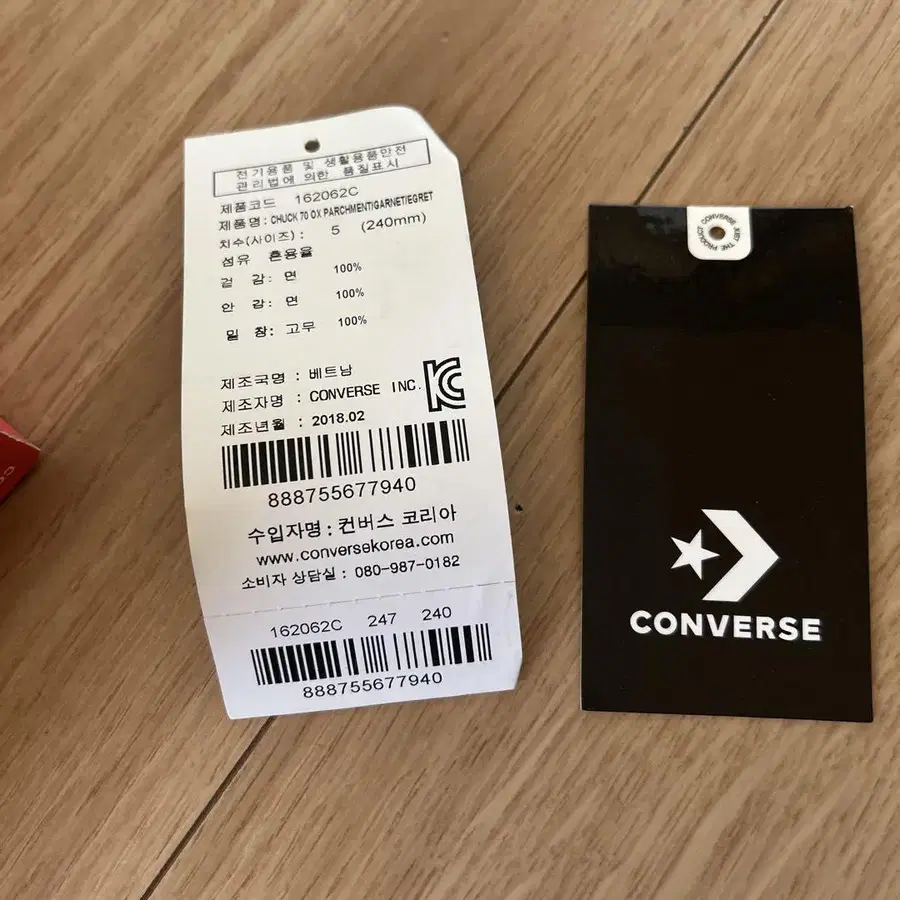 전기용품 및 생활용품안전
관리법에 의한 품질표시
제품코드 162062C
제품명 : CHUCK 70 OX PARCHMENT/GARNET/EGRET
치수(사이즈) : 5 (240mm)
섬유 혼용율
겉 감 : 면 100%
안 감 : 면 100%
밑 창 : 고무 100%
제조국명 : 베트남
제조자명 : CONVERSE INC.
제조년월 : 2018.02
888755677940
수입자명 : 컨버스 코리아
www.conversekorea.com
소비자 상담실 : 080-987-0182
162062C 247 240
888755677940
CONVERSE
CONVERSE